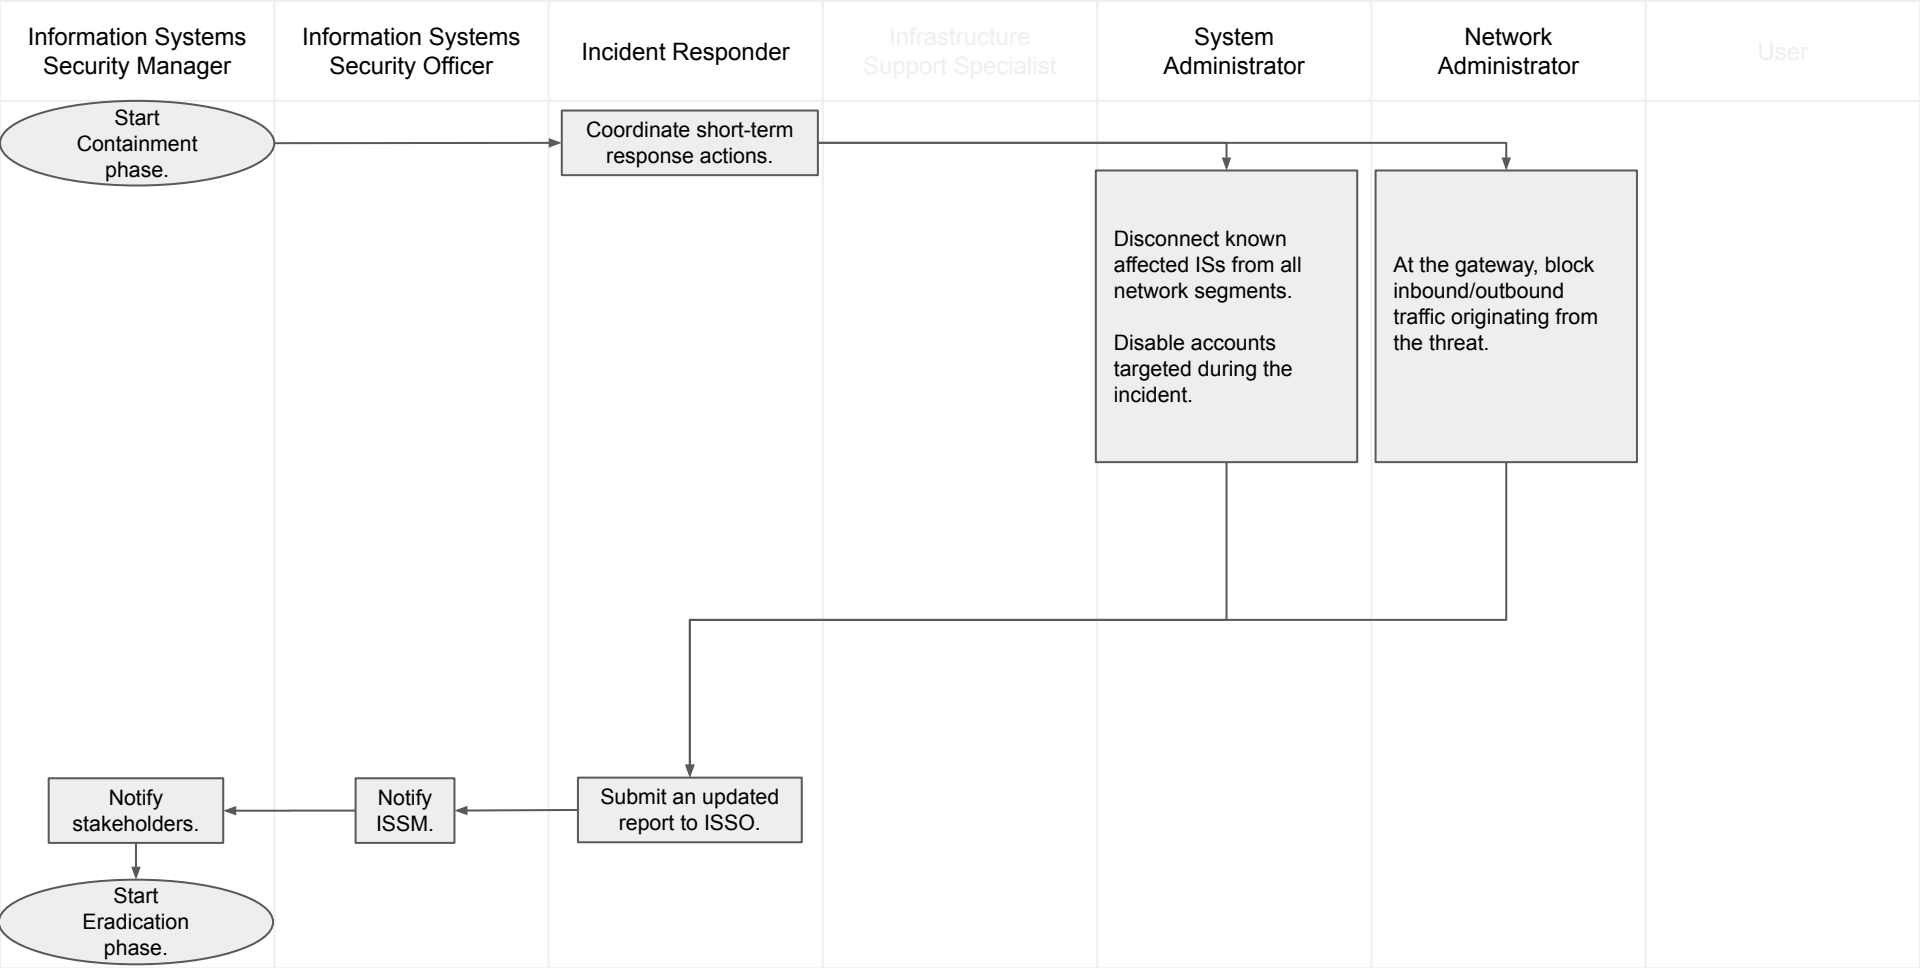 Information Systems
Security Manager
Information Systems
Security Officer
Incident Responder
Infrastructure
Support Specialist
System
Administrator
Network
Administrator
User
Start
Containment
phase.
Coordinate short-term
response actions.
Disconnect known
affected ISs from all
network segments.
Disable accounts
targeted during the
incident.
At the gateway, block
inbound/outbound
traffic originating from
the threat.
Submit an updated
report to ISSO.
Notify
ISSM.
Notify
stakeholders.
Start
Eradication
phase.